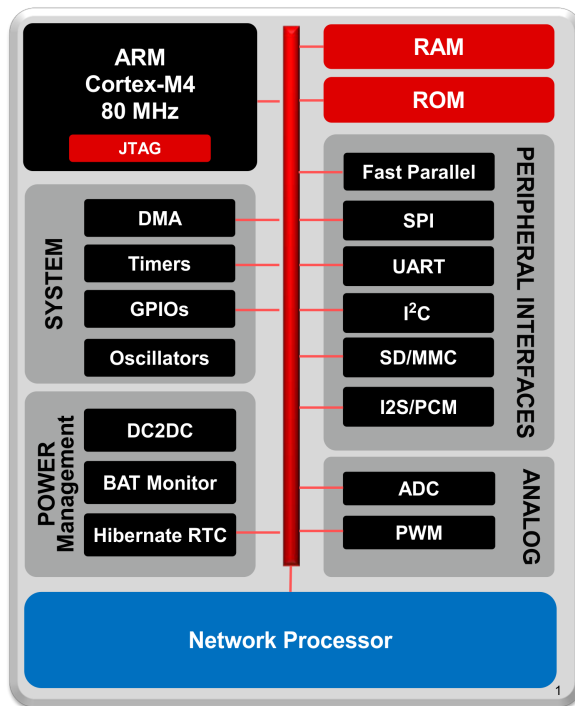 ARM
Cortex-M4
80 MHz
JTAG
SYSTEM
DMA
Timers
GPIOs
Oscillators
POWER
Management
DC2DC
BAT Monitor
Hibernate RTC
RAM
ROM
PERIPHERAL INTERFACES
Fast Parallel
SPI
UART
I²C
SD/MMC
I2S/PCM
ANALOG
ADC
PWM
Network Processor
1